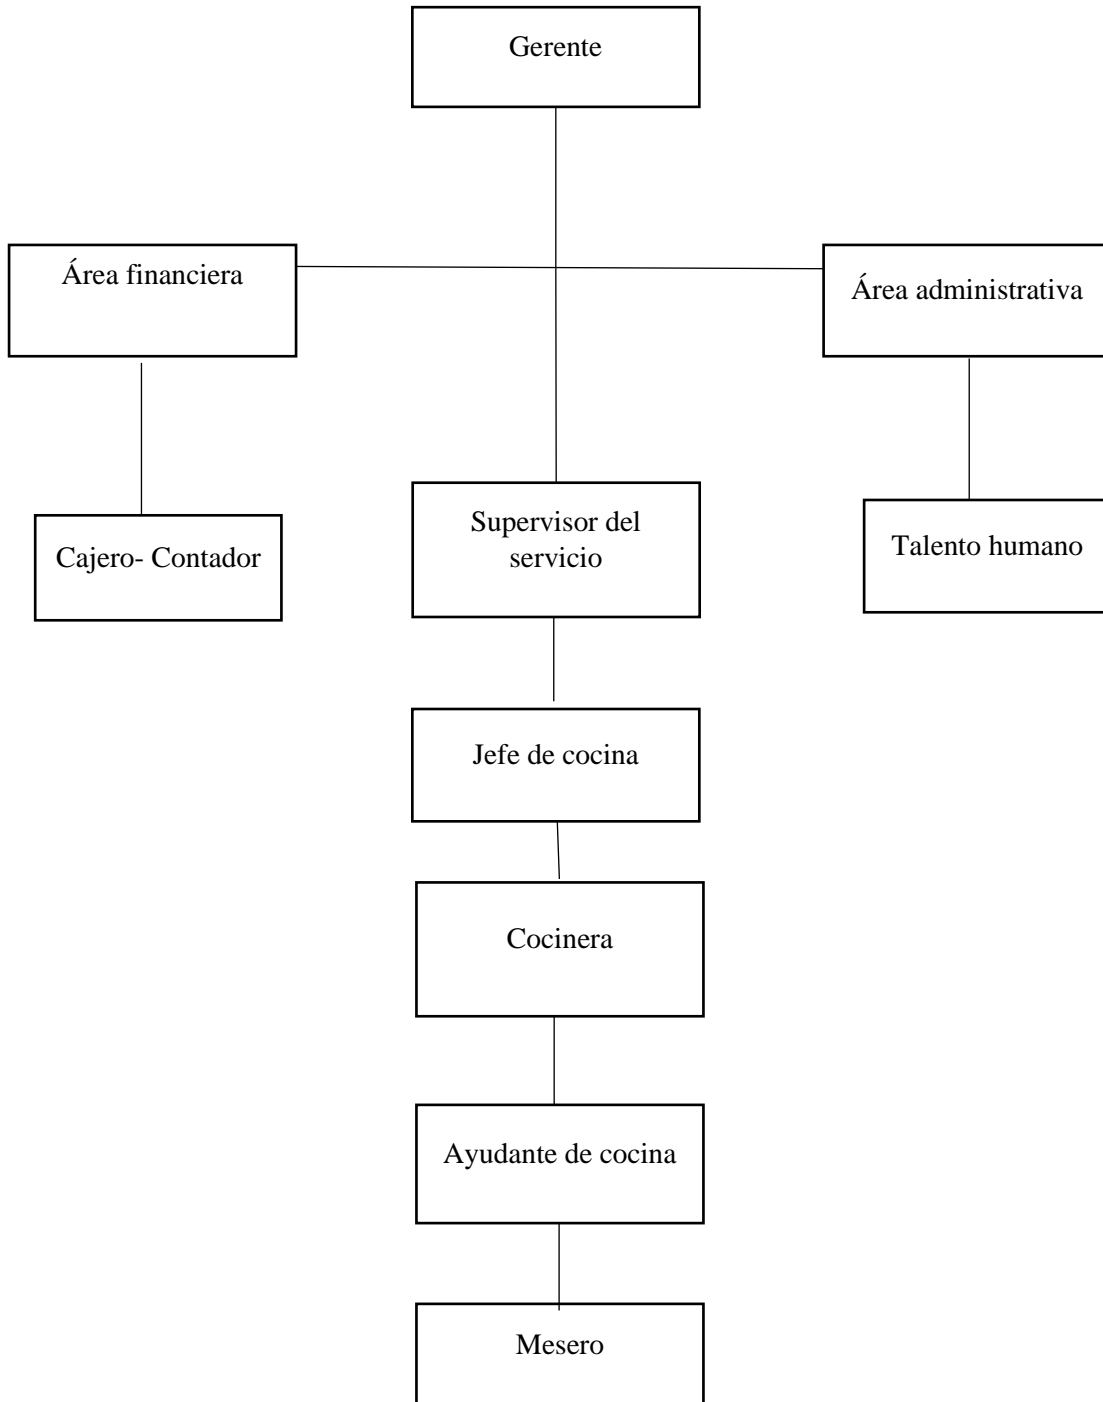 Gerente
Área financiera
Área administrativa
Supervisor del
servicio
Cajero- Contador
Talento humano
Jefe de cocina
Cocinera
Ayudante de cocina
Mesero